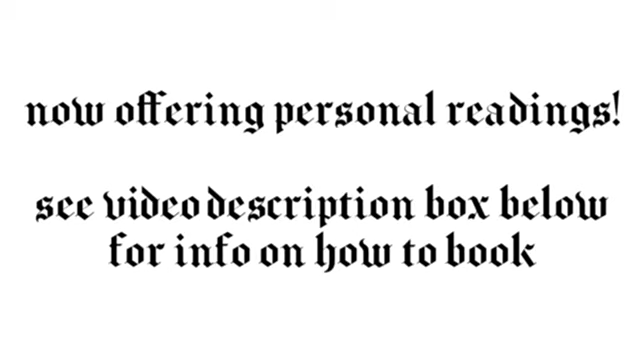 now offering personal readings!
see video description box below
for info on how to book